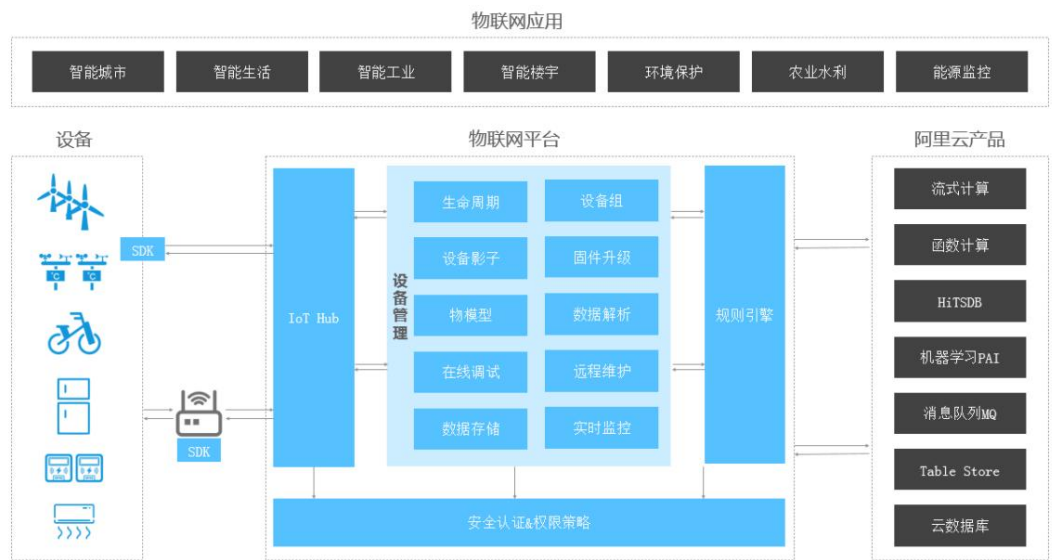 物联网应用
智能城市
智能生活
智能工业
智能楼宇
环境保护
农业水利
能源监控
设备
物联网平台
阿里云产品
SDK
SDK
IoT Hub
设备管理
生命周期
设备组
设备影子
固件升级
物模型
数据解析
在线调试
远程维护
数据存储
实时监控
规则引擎
安全认证&权限策略
流式计算
函数计算
HiTSDB
机器学习PAI
消息队列MQ
Table Store
云数据库